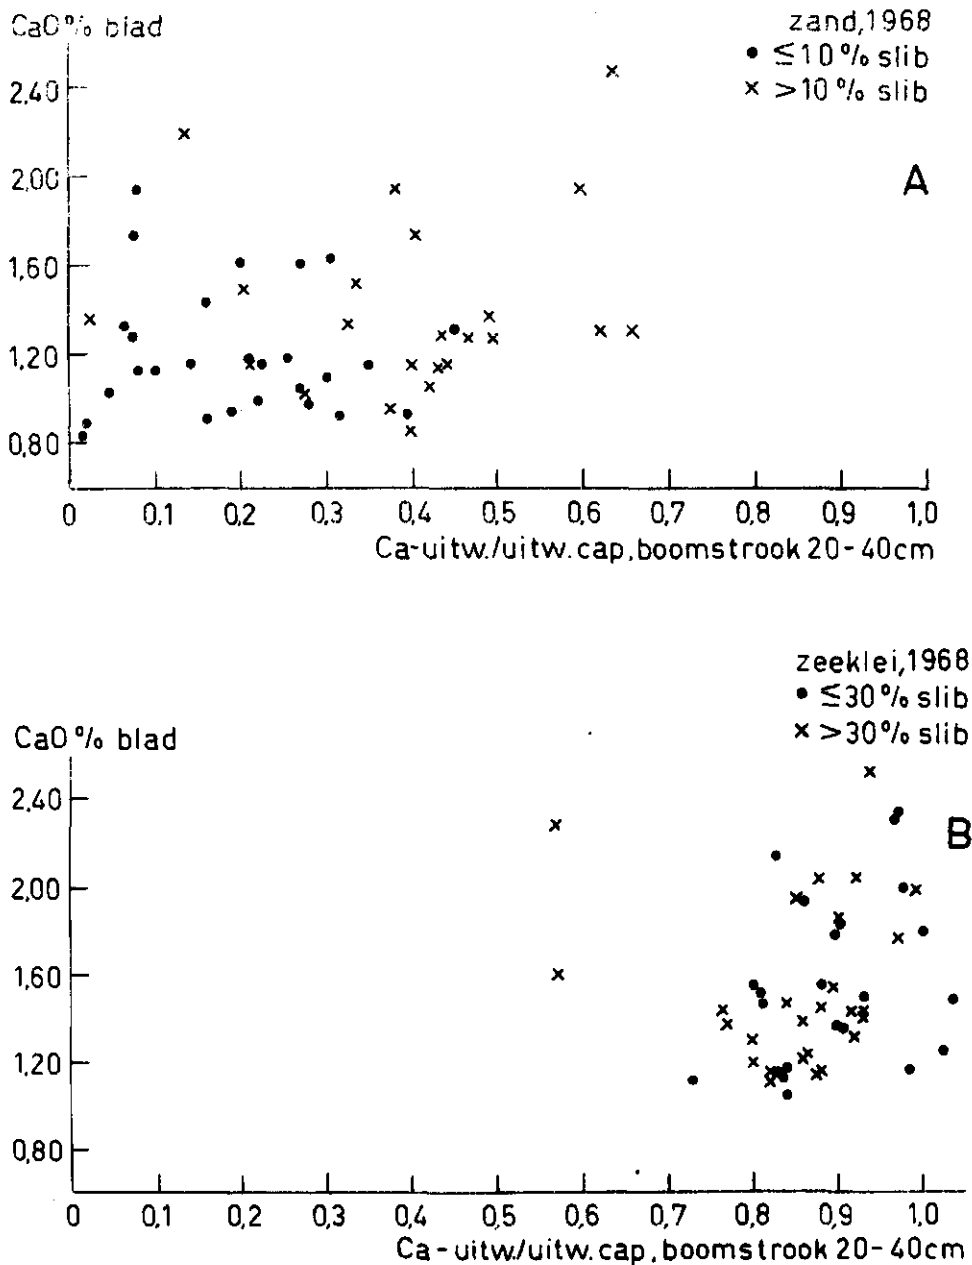 CaO% blad
zand,1968
● ≤10% slib
× >10% slib
A
2,40
2,00
1,60
1,20
0,80
0 0,1 0,2 0,3 0,4 0,5 0,6 0,7 0,8 0,9 1,0
Ca-uitw./uitw.cap,boomstrook 20-40cm
zeeklei,1968
● ≤30% slib
× >30% slib
CaO% blad
B
2,40
2,00
1,60
1,20
0,80
0 0,1 0,2 0,3 0,4 0,5 0,6 0,7 0,8 0,9 1,0
Ca-uitw./uitw.cap,boomstrook 20-40cm